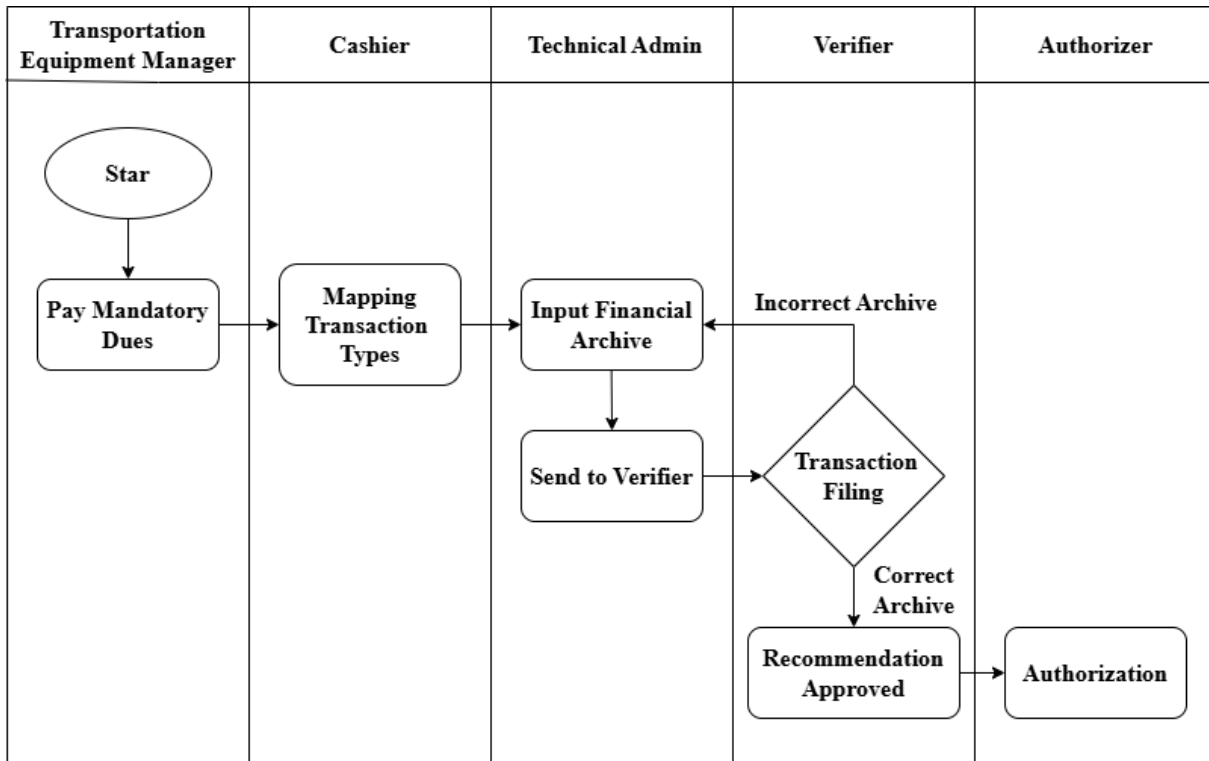 Transportation
Equipment Manager
Cashier
Technical Admin
Verifier
Authorizer
Star
Pay Mandatory
Dues
Mapping
Transaction
Types
Input Financial
Archive
Incorrect Archive
Send to Verifier
Transaction
Filing
Correct
Archive
Recommendation
Approved
Authorization